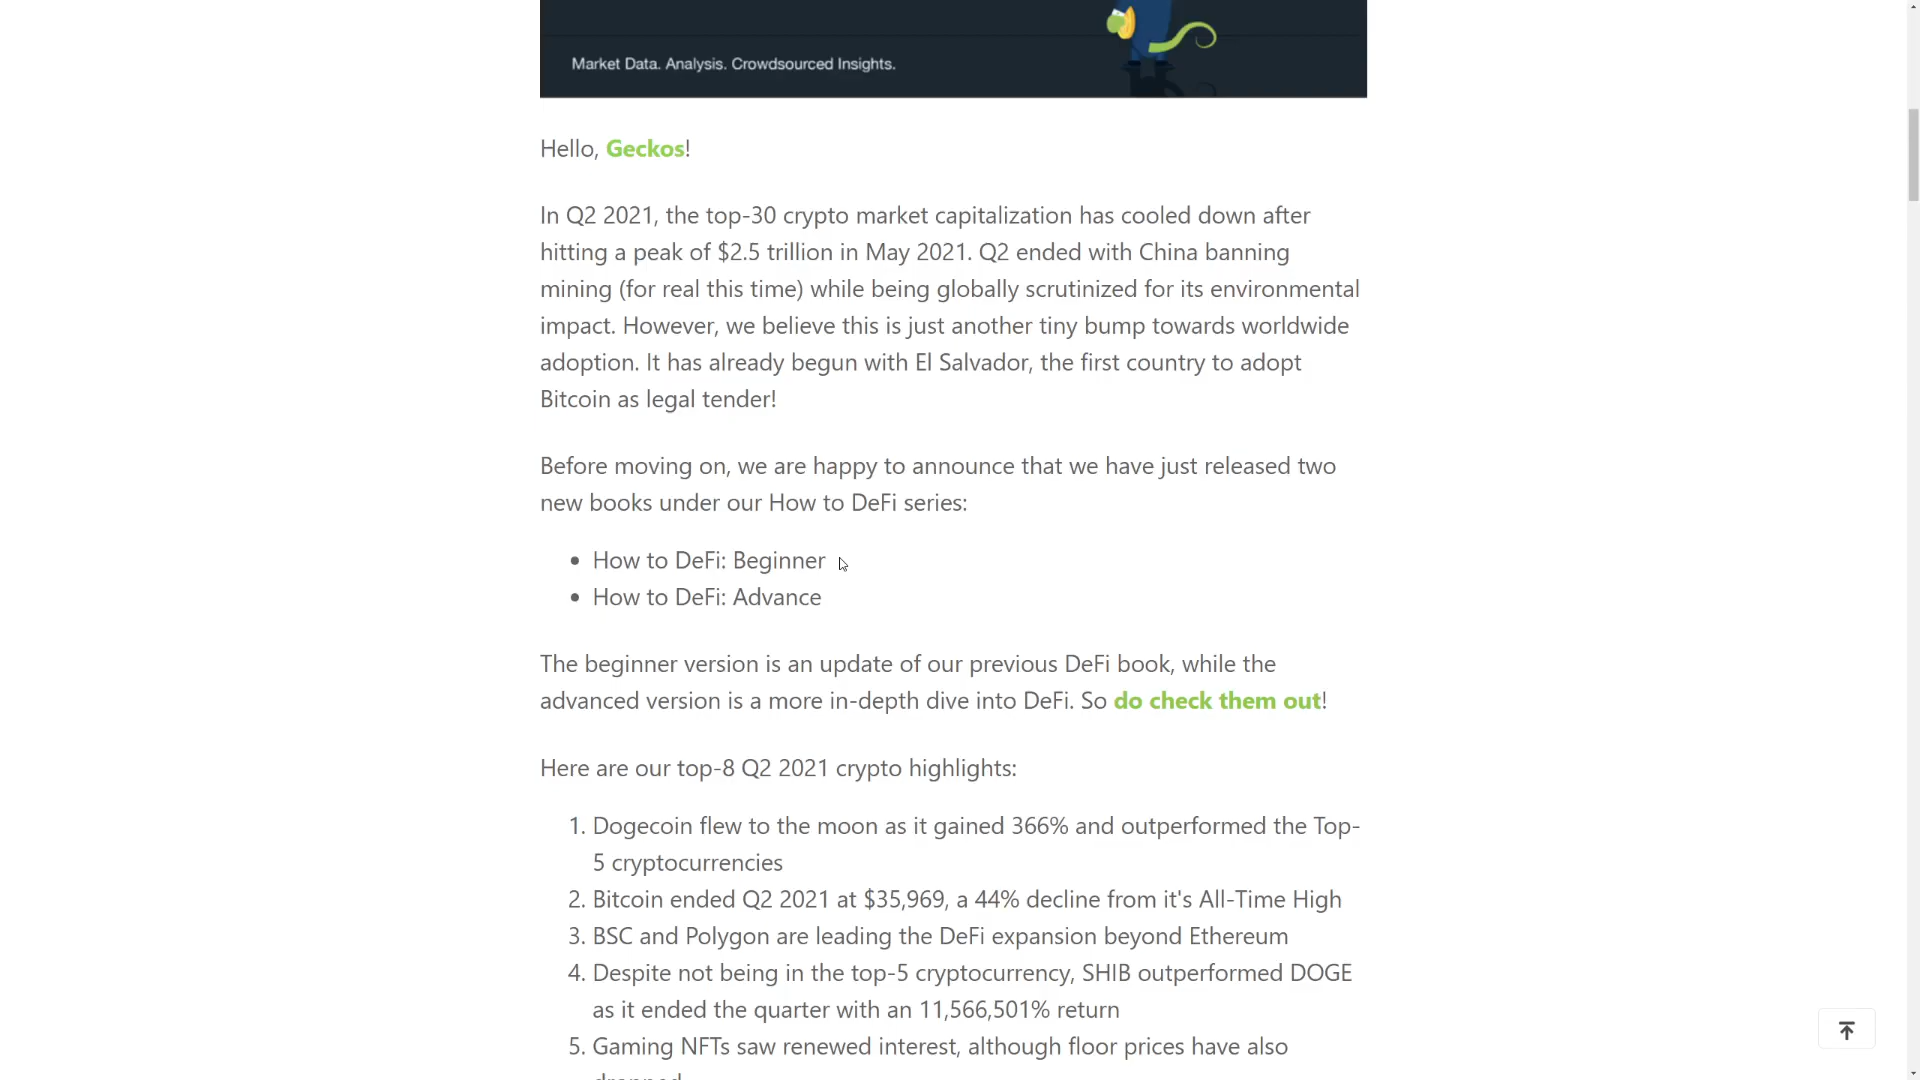 Market Data. Analysis. Crowdsourced Insights.
Hello, Geckos!
In Q2 2021, the top-30 crypto market capitalization has cooled down after
hitting a peak of $2.5 trillion in May 2021. Q2 ended with China banning
mining (for real this time) while being globally scrutinized for its environmental
impact. However, we believe this is just another tiny bump towards worldwide
adoption. It has already begun with El Salvador, the first country to adopt
Bitcoin as legal tender!
Before moving on, we are happy to announce that we have just released two
new books under our How to DeFi series:
• How to DeFi: Beginner
• How to DeFi: Advance
The beginner version is an update of our previous DeFi book, while the
advanced version is a more in-depth dive into DeFi. So do check them out!
Here are our top-8 Q2 2021 crypto highlights:
1. Dogecoin flew to the moon as it gained 366% and outperformed the Top-
5 cryptocurrencies
2. Bitcoin ended Q2 2021 at $35,969, a 44% decline from it's All-Time High
3. BSC and Polygon are leading the DeFi expansion beyond Ethereum
4. Despite not being in the top-5 cryptocurrency, SHIB outperformed DOGE
as it ended the quarter with an 11,566,501% return
5. Gaming NFTs saw renewed interest, although floor prices have also